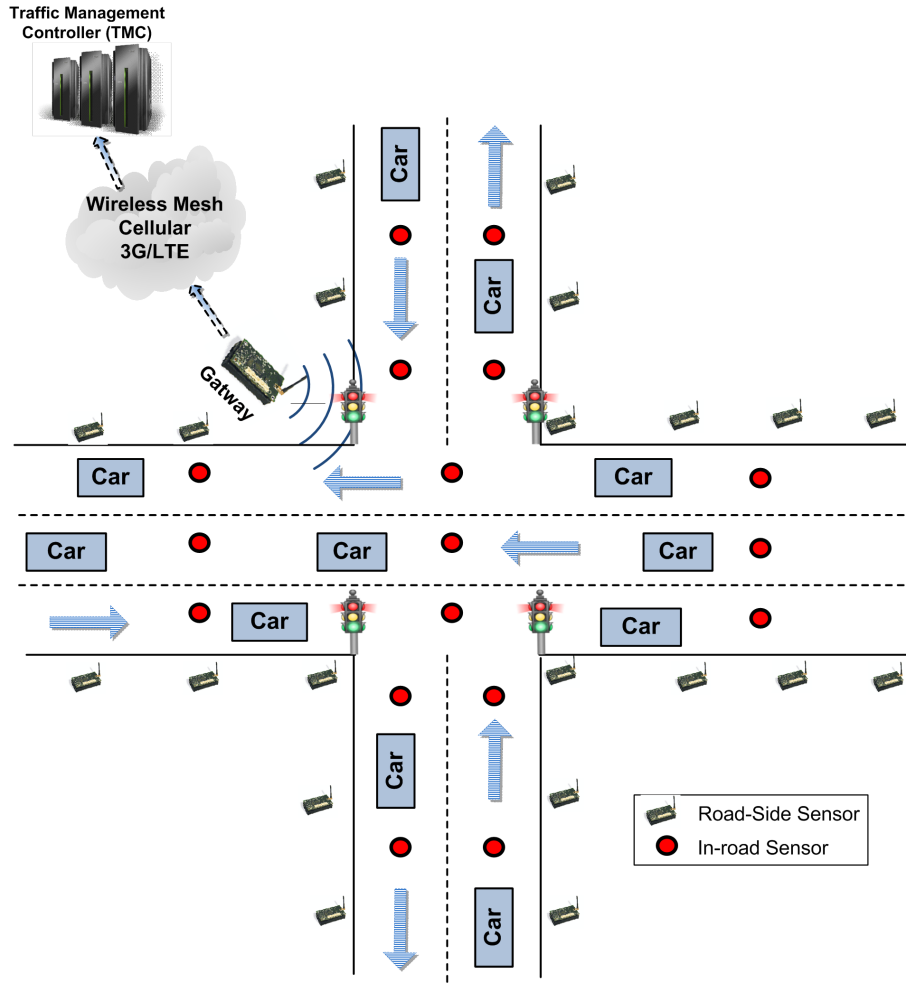 Traffic Management
Controller (TMC)
Wireless Mesh
Cellular
3G/LTE
Gatway
Car
Car
Car
Car
Car
Car
Car
Car
Car
Car
Car
Road-Side Sensor
In-road Sensor